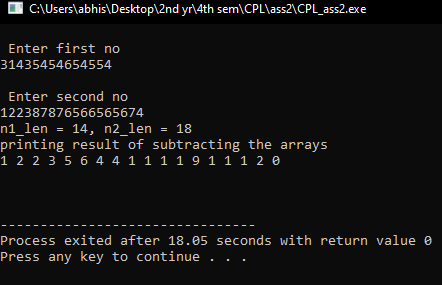 C:\Users\abhis\Desktop\2nd yr\4th sem\CPL\ass2\CPL_ass2.exe
Enter first no
31435454654554
Enter second no
122387876566565674
n1_len = 14, n2_len = 18
printing result of subtracting the arrays
1 2 2 3 5 6 4 4 1 1 1 1 9 1 1 1 2 0
--------------------------------
Process exited after 18.05 seconds with return value 0
Press any key to continue . . .